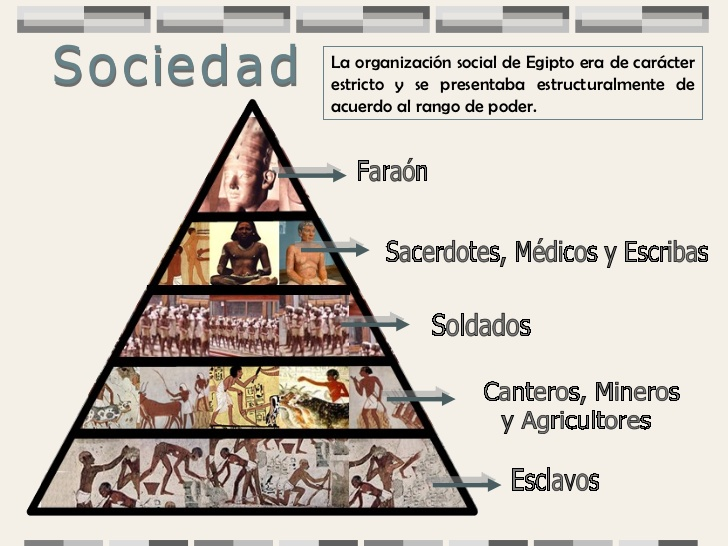 Sociedad
La organización social de Egipto era de carácter
estricto y se presentaba estructuralmente de
acuerdo al rango de poder.
Faraón
Sacerdotes, Médicos y Escribas
Soldados
Canteros, Mineros
y Agricultores
Esclavos